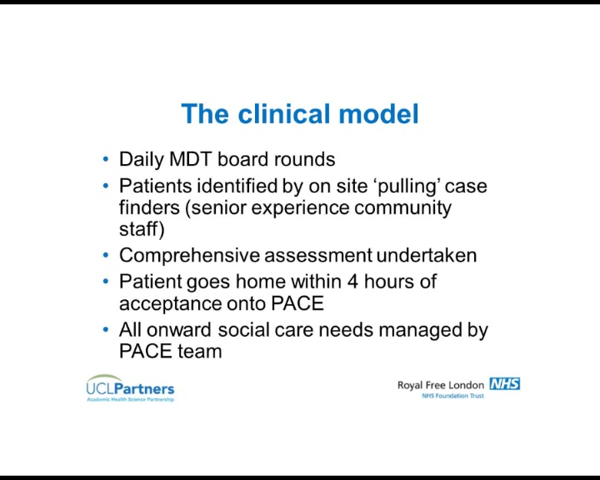 The clinical model
• Daily MDT board rounds
• Patients identified by on site ‘pulling’ case
finders (senior experience community
staff)
• Comprehensive assessment undertaken
• Patient goes home within 4 hours of
acceptance onto PACE
• All onward social care needs managed by
PACE team
UCLPartners
Academic Health Science Partnership
Royal Free London NHS
NHS Foundation Trust